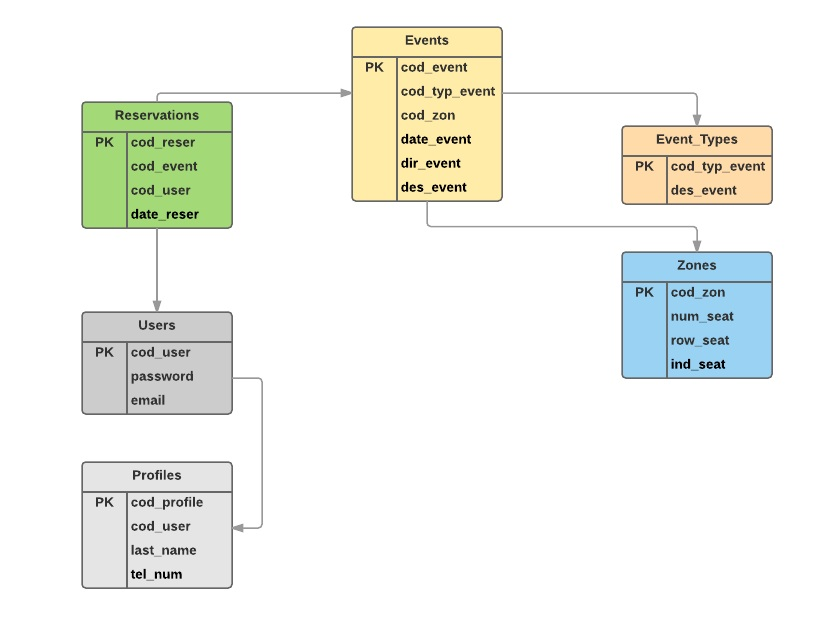 Events
PK cod_event
cod_typ_event
cod_zon
date_event
dir_event
des_event
Reservations
PK cod_reser
cod_event
cod_user
date_reser
Event_Types
PK cod_typ_event
des_event
Zones
PK cod_zon
num_seat
row_seat
ind_seat
Users
PK cod_user
password
email
Profiles
PK cod_profile
cod_user
last_name
tel_num